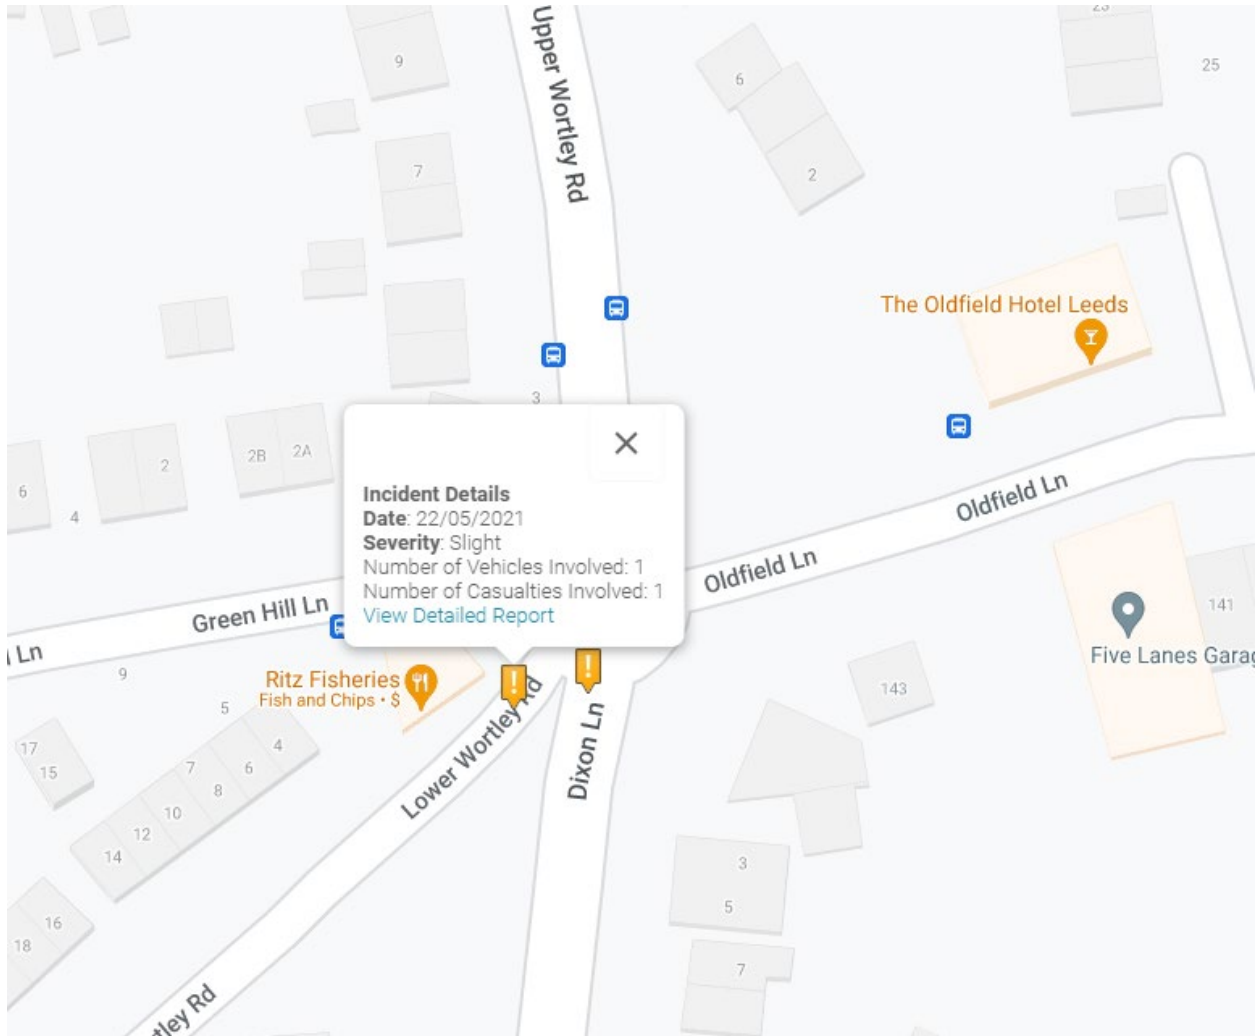 Upper Wortley Rd
23
25
9
6
7
2
The Oldfield Hotel Leeds
3
2
2B
2A
6
4
Incident Details
Date: 22/05/2021
Severity: Slight
Number of Vehicles Involved: 1
Number of Casualties Involved: 1
View Detailed Report
Oldfield Ln
Oldfield Ln
Green Hill Ln
Ln
9
Ritz Fisheries
Fish and Chips • $
5
Lower Wortley Rd
Dixon Ln
141
Five Lanes Garag
143
17
15
4
7
6
8
10
12
14
3
5
16
18
7
tley Rd